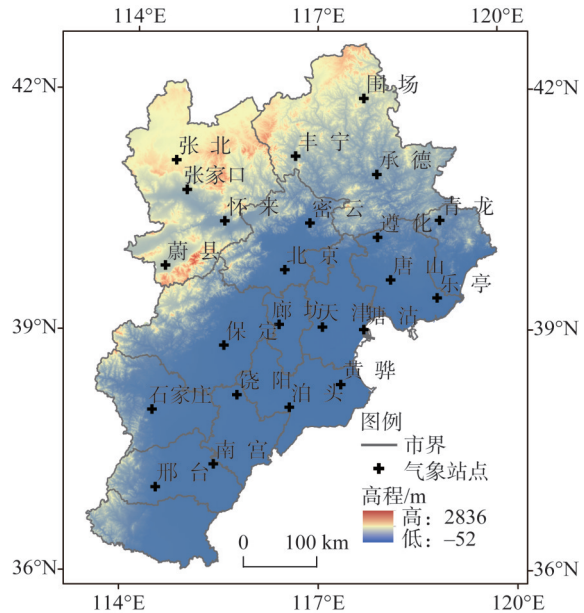 114°E 117°E 120°E
42°N 42°N
围场
张北 丰宁
承德
张家口
怀来 密云 青龙
遵化
蔚县 北京 唐山
乐亭
39°N 廊坊 天津 塘沽 39°N
保定
黄骅
石家庄 饶阳 泊头
图例
南宫 市界
邢台 气象站点
高程/m
高：2836
低：–52
0 100 km
36°N 36°N
114°E 117°E 120°E